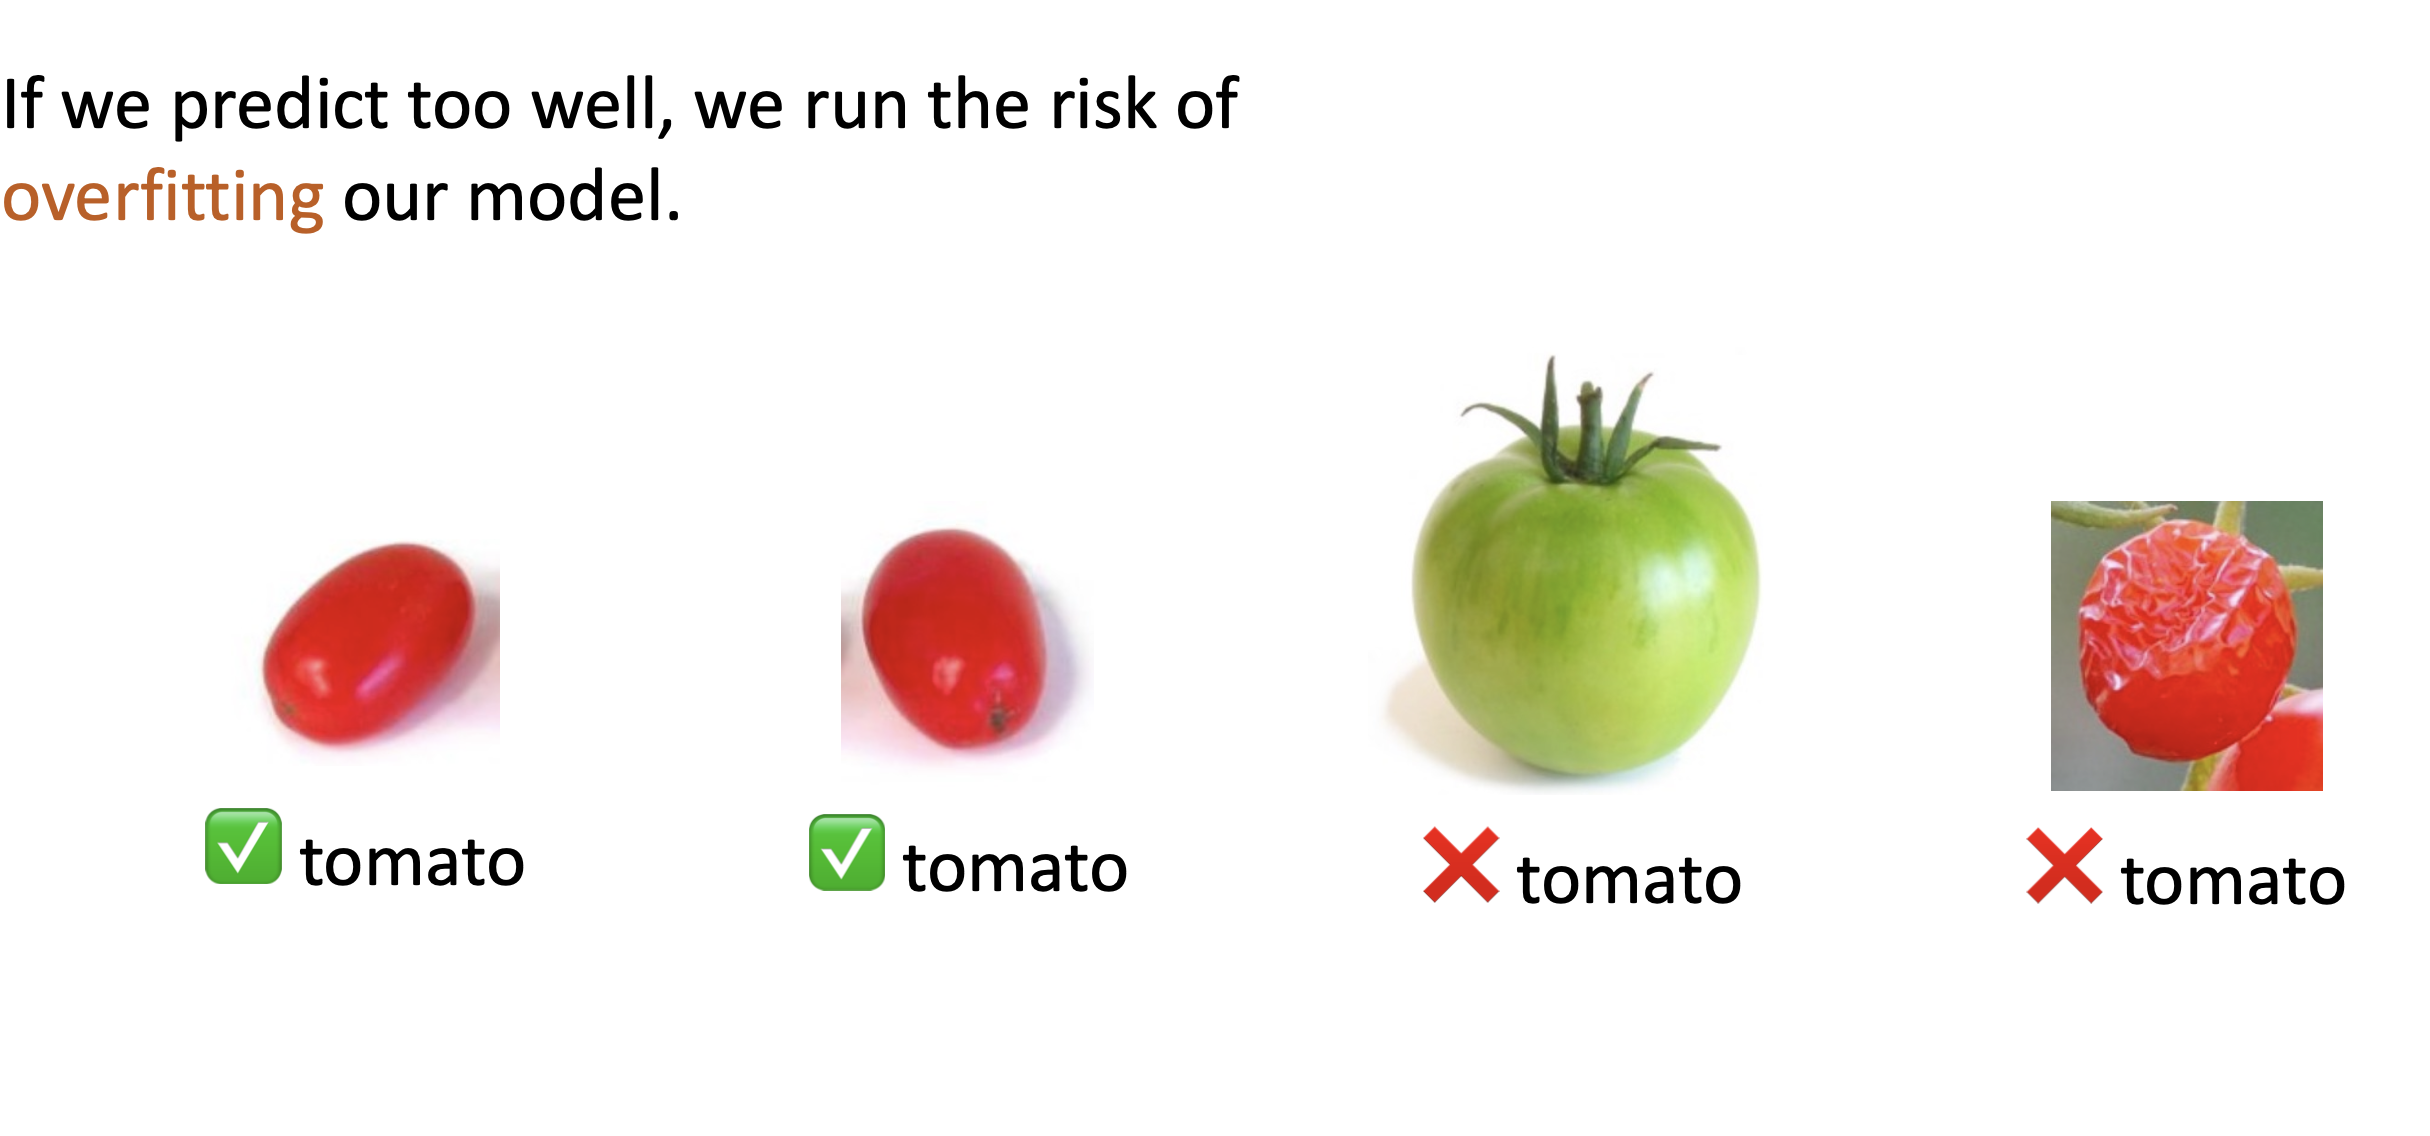 If we predict too well, we run the risk of
overfitting our model.
✅ tomato
✅ tomato
❌ tomato
❌ tomato